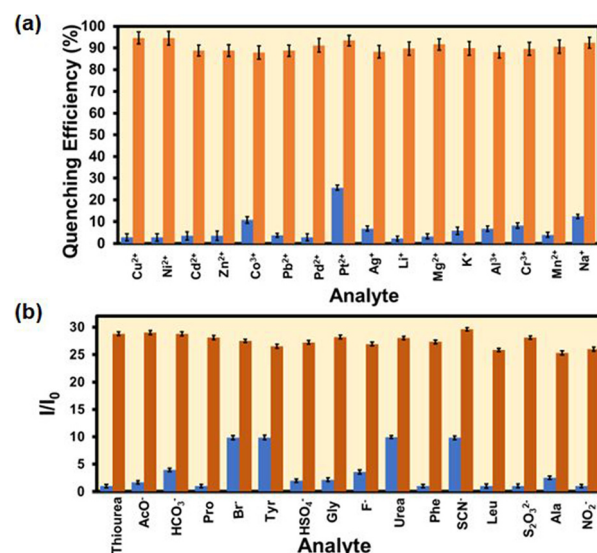 (a)
Quenching Efficiency (%)
100
90
80
70
60
50
40
30
20
10
0
Cu²⁺ Ni²⁺ Cd²⁺ Zn²⁺ Co³⁺ Pb²⁺ Pd²⁺ Pt²⁺ Ag⁺ Li⁺ Mg²⁺ K⁺ Al³⁺ Cr³⁺ Mn²⁺ Na⁺
Analyte
(b)
I/I₀
30
25
20
15
10
5
0
Thiourea AcO⁻ HCO₃⁻ Pro Br⁻ Tyr HSO₄⁻ Gly F⁻ Urea Phe SCN⁻ Leu S₂O₃²⁻ Ala NO₂⁻
Analyte